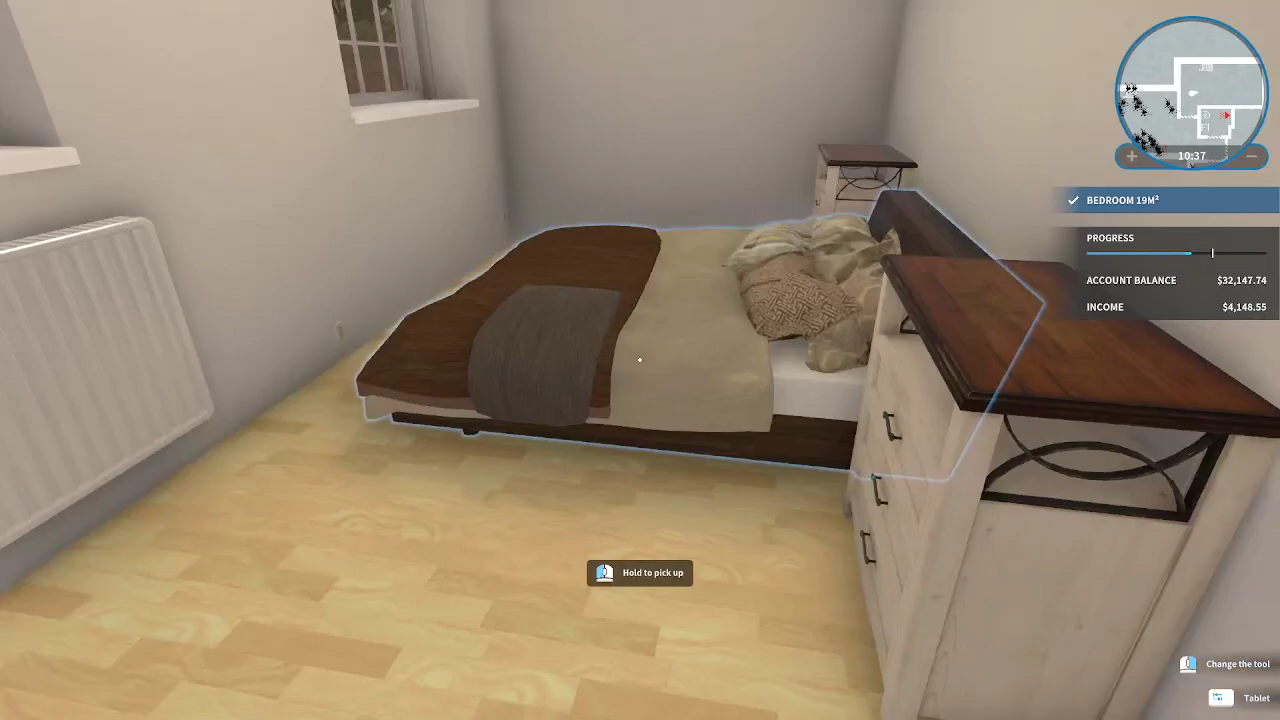 10:37
BEDROOM 19M²
PROGRESS
ACCOUNT BALANCE $32,147.74
INCOME $4,148.55
Hold to pick up
Change the tool
Tablet